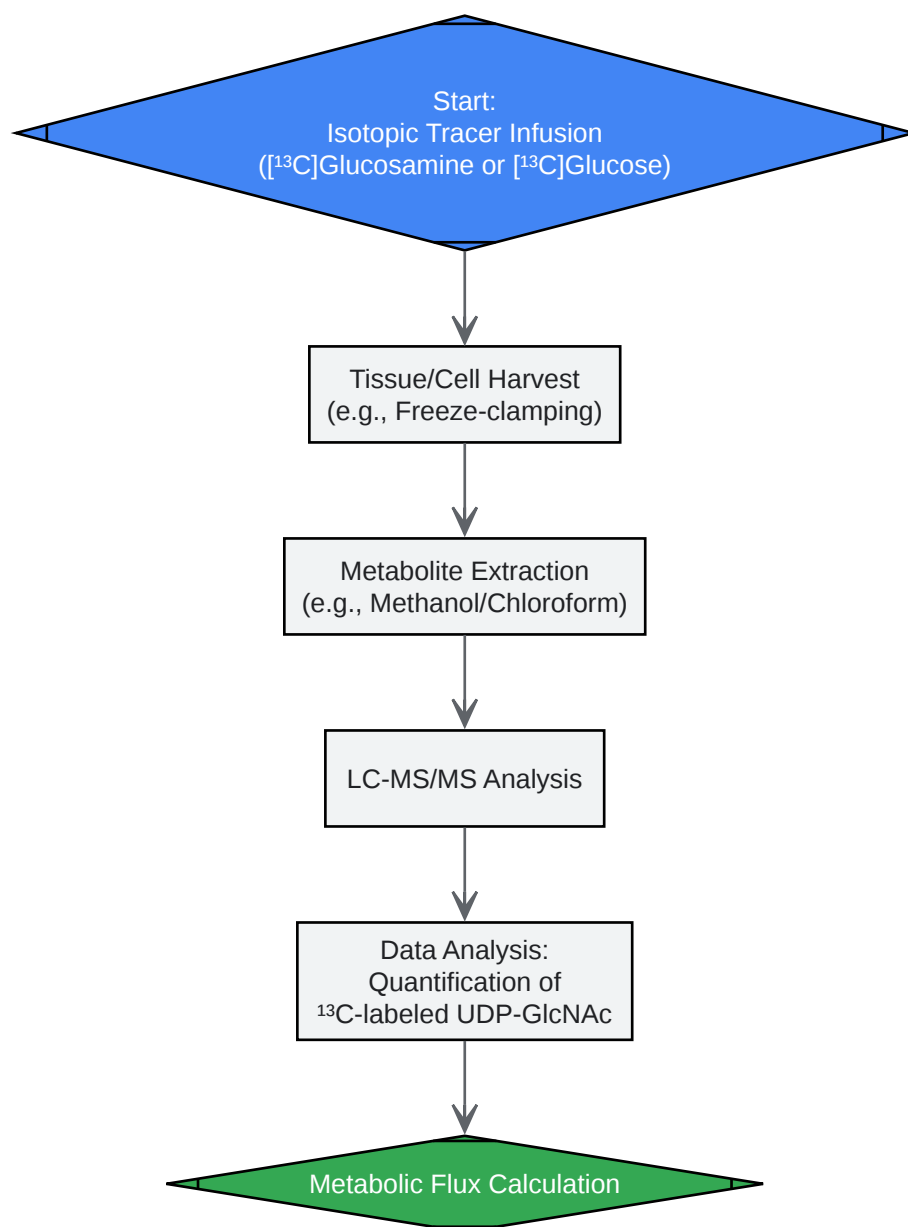 Start:
Isotopic Tracer Infusion
([¹³C]Glucosamine or [¹³C]Glucose)
Tissue/Cell Harvest
(e.g., Freeze-clamping)
Metabolite Extraction
(e.g., Methanol/Chloroform)
LC-MS/MS Analysis
Data Analysis:
Quantification of
¹³C-labeled UDP-GlcNAc
Metabolic Flux Calculation